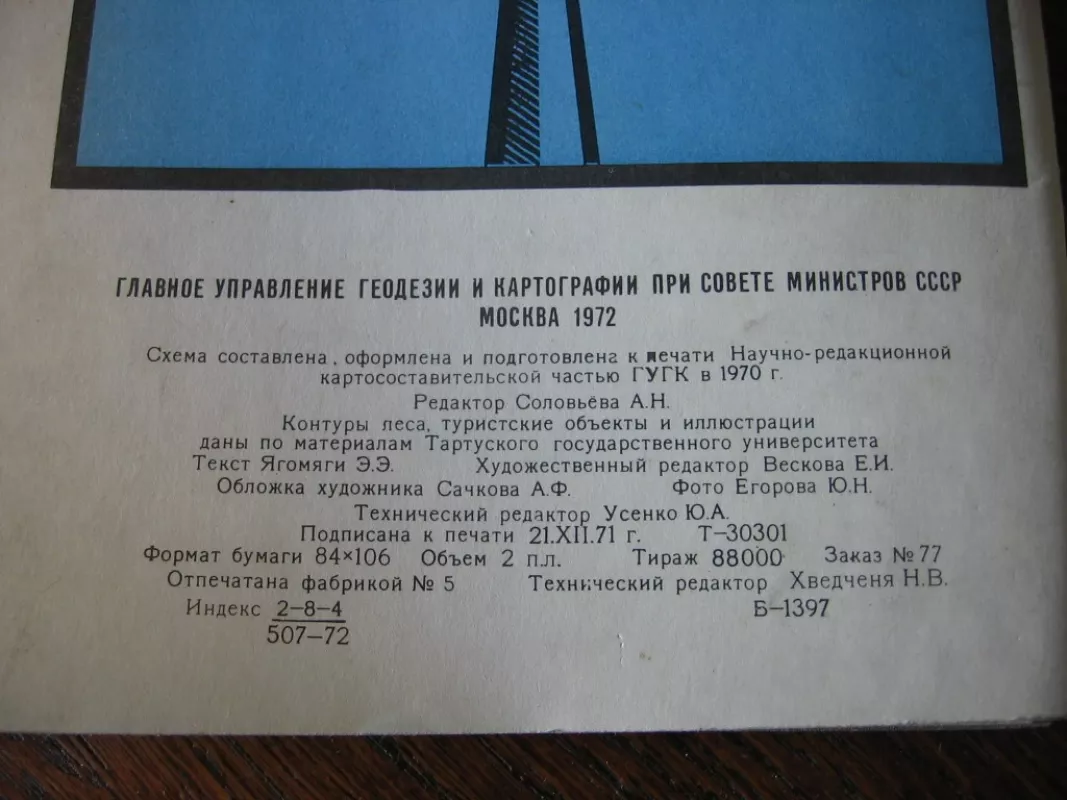 ГЛАВНОЕ УПРАВЛЕНИЕ ГЕОДЕЗИИ И КАРТОГРАФИИ ПРИ СОВЕТЕ МИНИСТРОВ СССР
МОСКВА 1972
Схема составлена, оформлена и подготовлена к печати Научно-редакционной
картосоставительской частью ГУГК в 1970 г.
Редактор Соловьёва А.Н.
Контуры леса, туристские объекты и иллюстрации
даны по материалам Тартуского государственного университета
Текст Ягомяги Э.Э. Художественный редактор Вескова Е.И.
Обложка художника Сачкова А.Ф. Фото Егорова Ю.Н.
Технический редактор Усенко Ю.А.
Подписана к печати 21.XII.71 г. Т-30301
Формат бумаги 84×106 Объем 2 п.л. Тираж 88000 Заказ № 77
Отпечатана фабрикой № 5 Технический редактор Хведченя Н.В.
Индекс 2-8-4 Б-1397
507-72